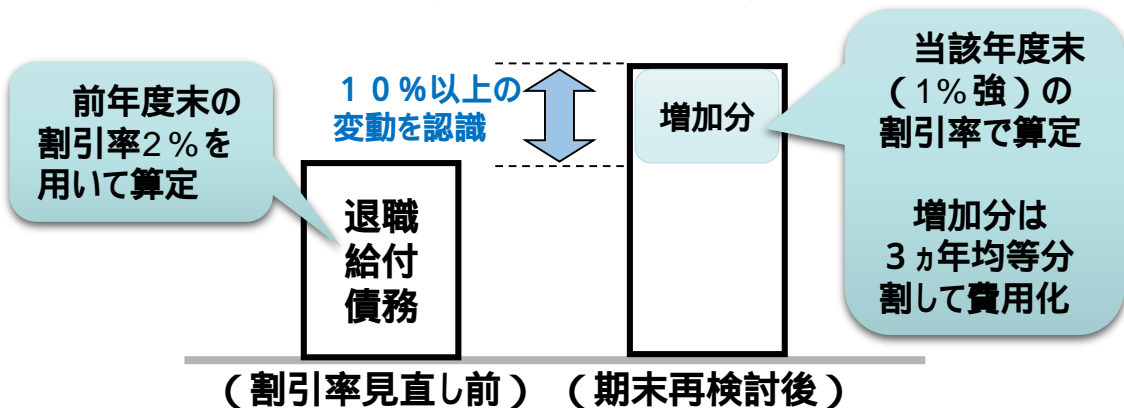 前年度末の
割引率2％を
用いて算定
１０％以上の
変動を認識
退職
給付
債務
増加分
当該年度末
（1％強）の
割引率で算定
増加分は
３ヵ年均等分
割して費用化
（割引率見直し前）
（期末再検討後）